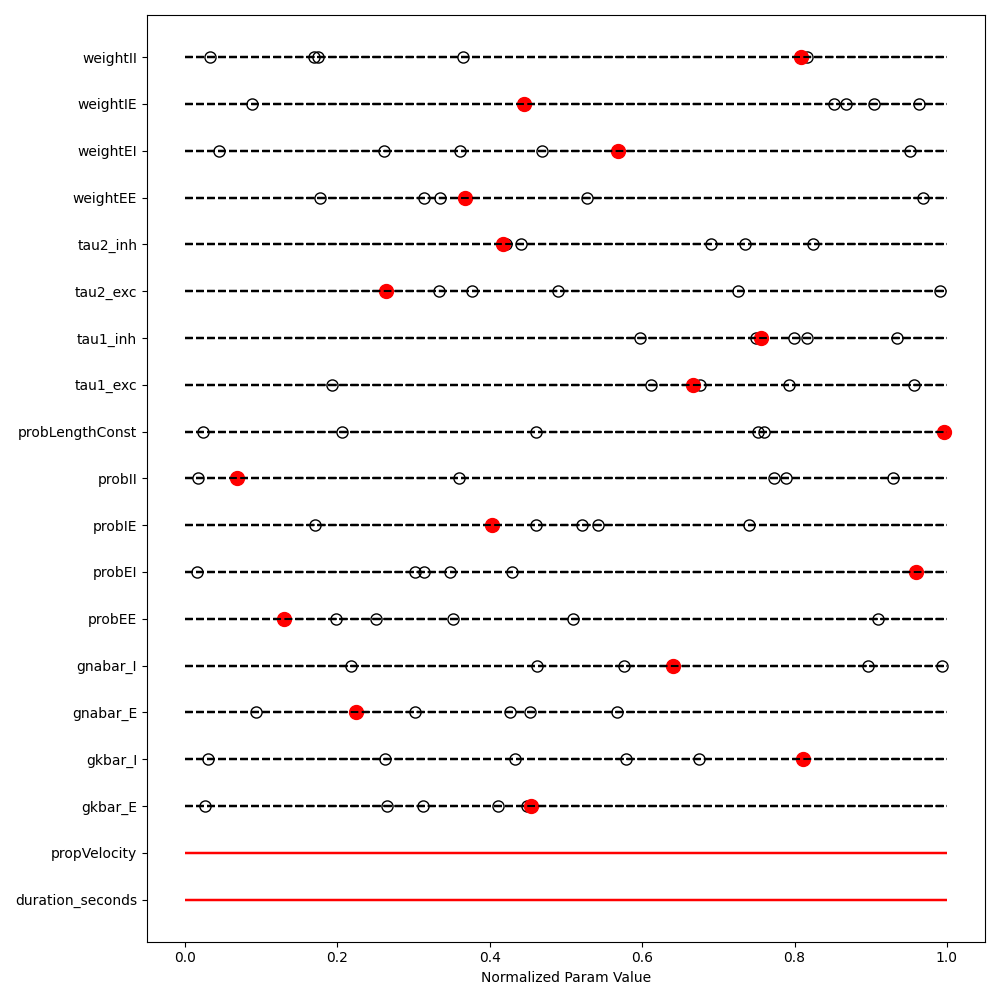 weightII
weightIE
weightEI
weightEE
tau2_inh
tau2_exc
tau1_inh
tau1_exc
probLengthConst
probII
probIE
probEI
probEE
gnabar_I
gnabar_E
gkbar_I
gkbar_E
propVelocity
duration_seconds
0.0 0.2 0.4 0.6 0.8 1.0
Normalized Param Value